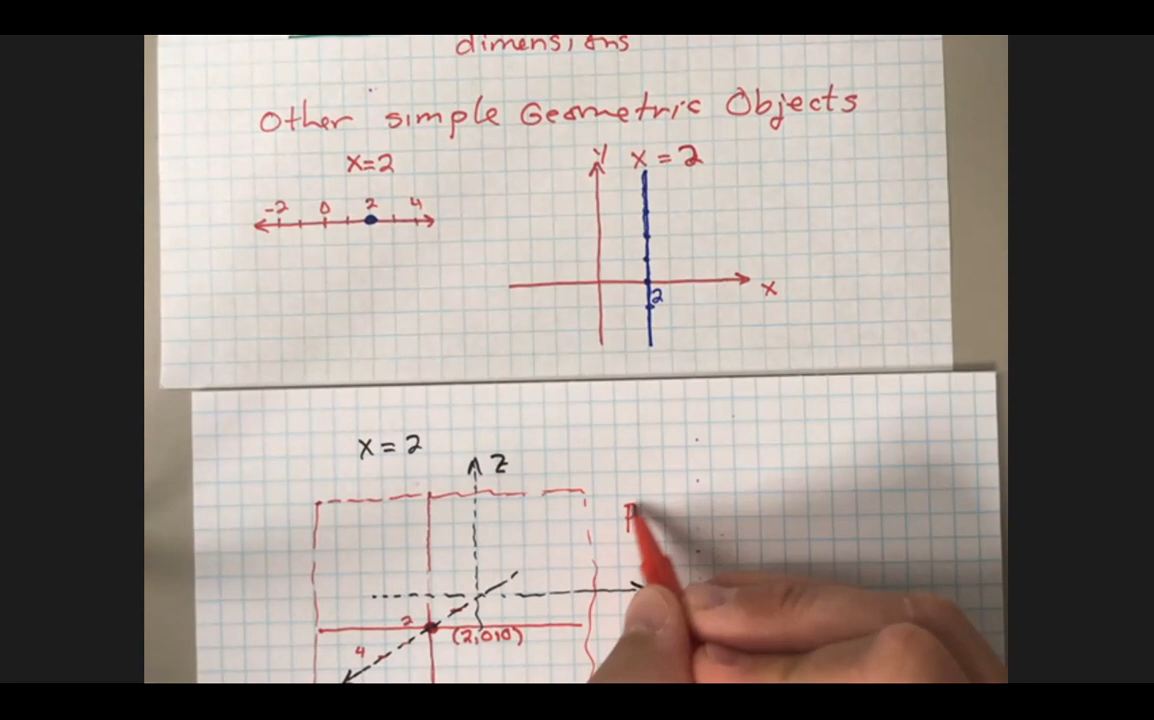 dimensions
Other simple Geometric Objects
x=2
-2 0 2 4
y x = 2
x
2
x = 2
z
2
(2,0,0)
4